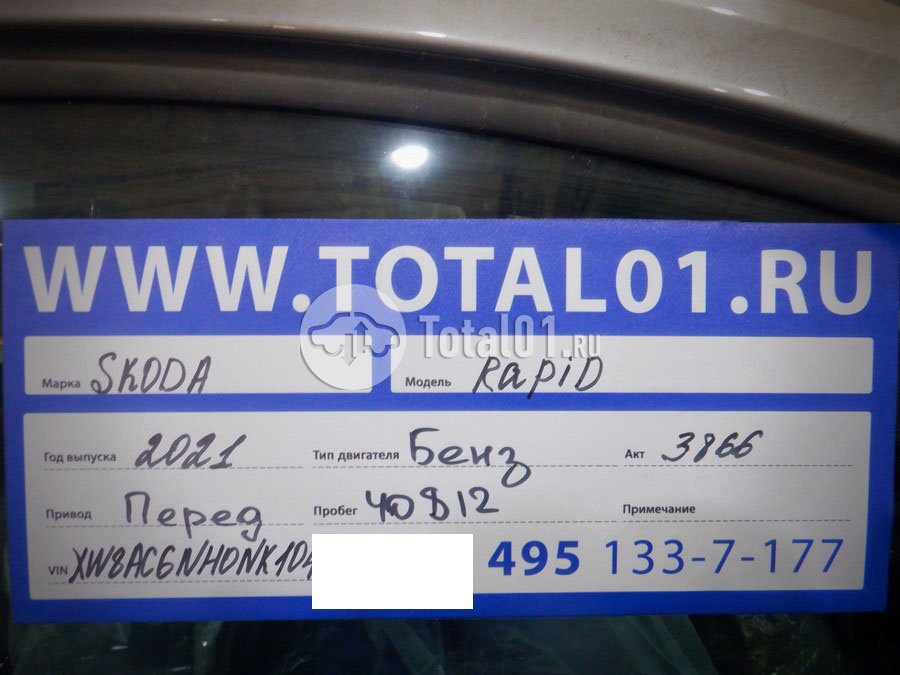 WWW.TOTAL01.RU
Total01.RU
Марка SKODA Модель RapiD
Год выпуска 2021 Тип двигателя Бенз Акт 3866
Привод Перед Пробег 40812 Примечание
VIN XW8AC6NH0NK104 495 133-7-177